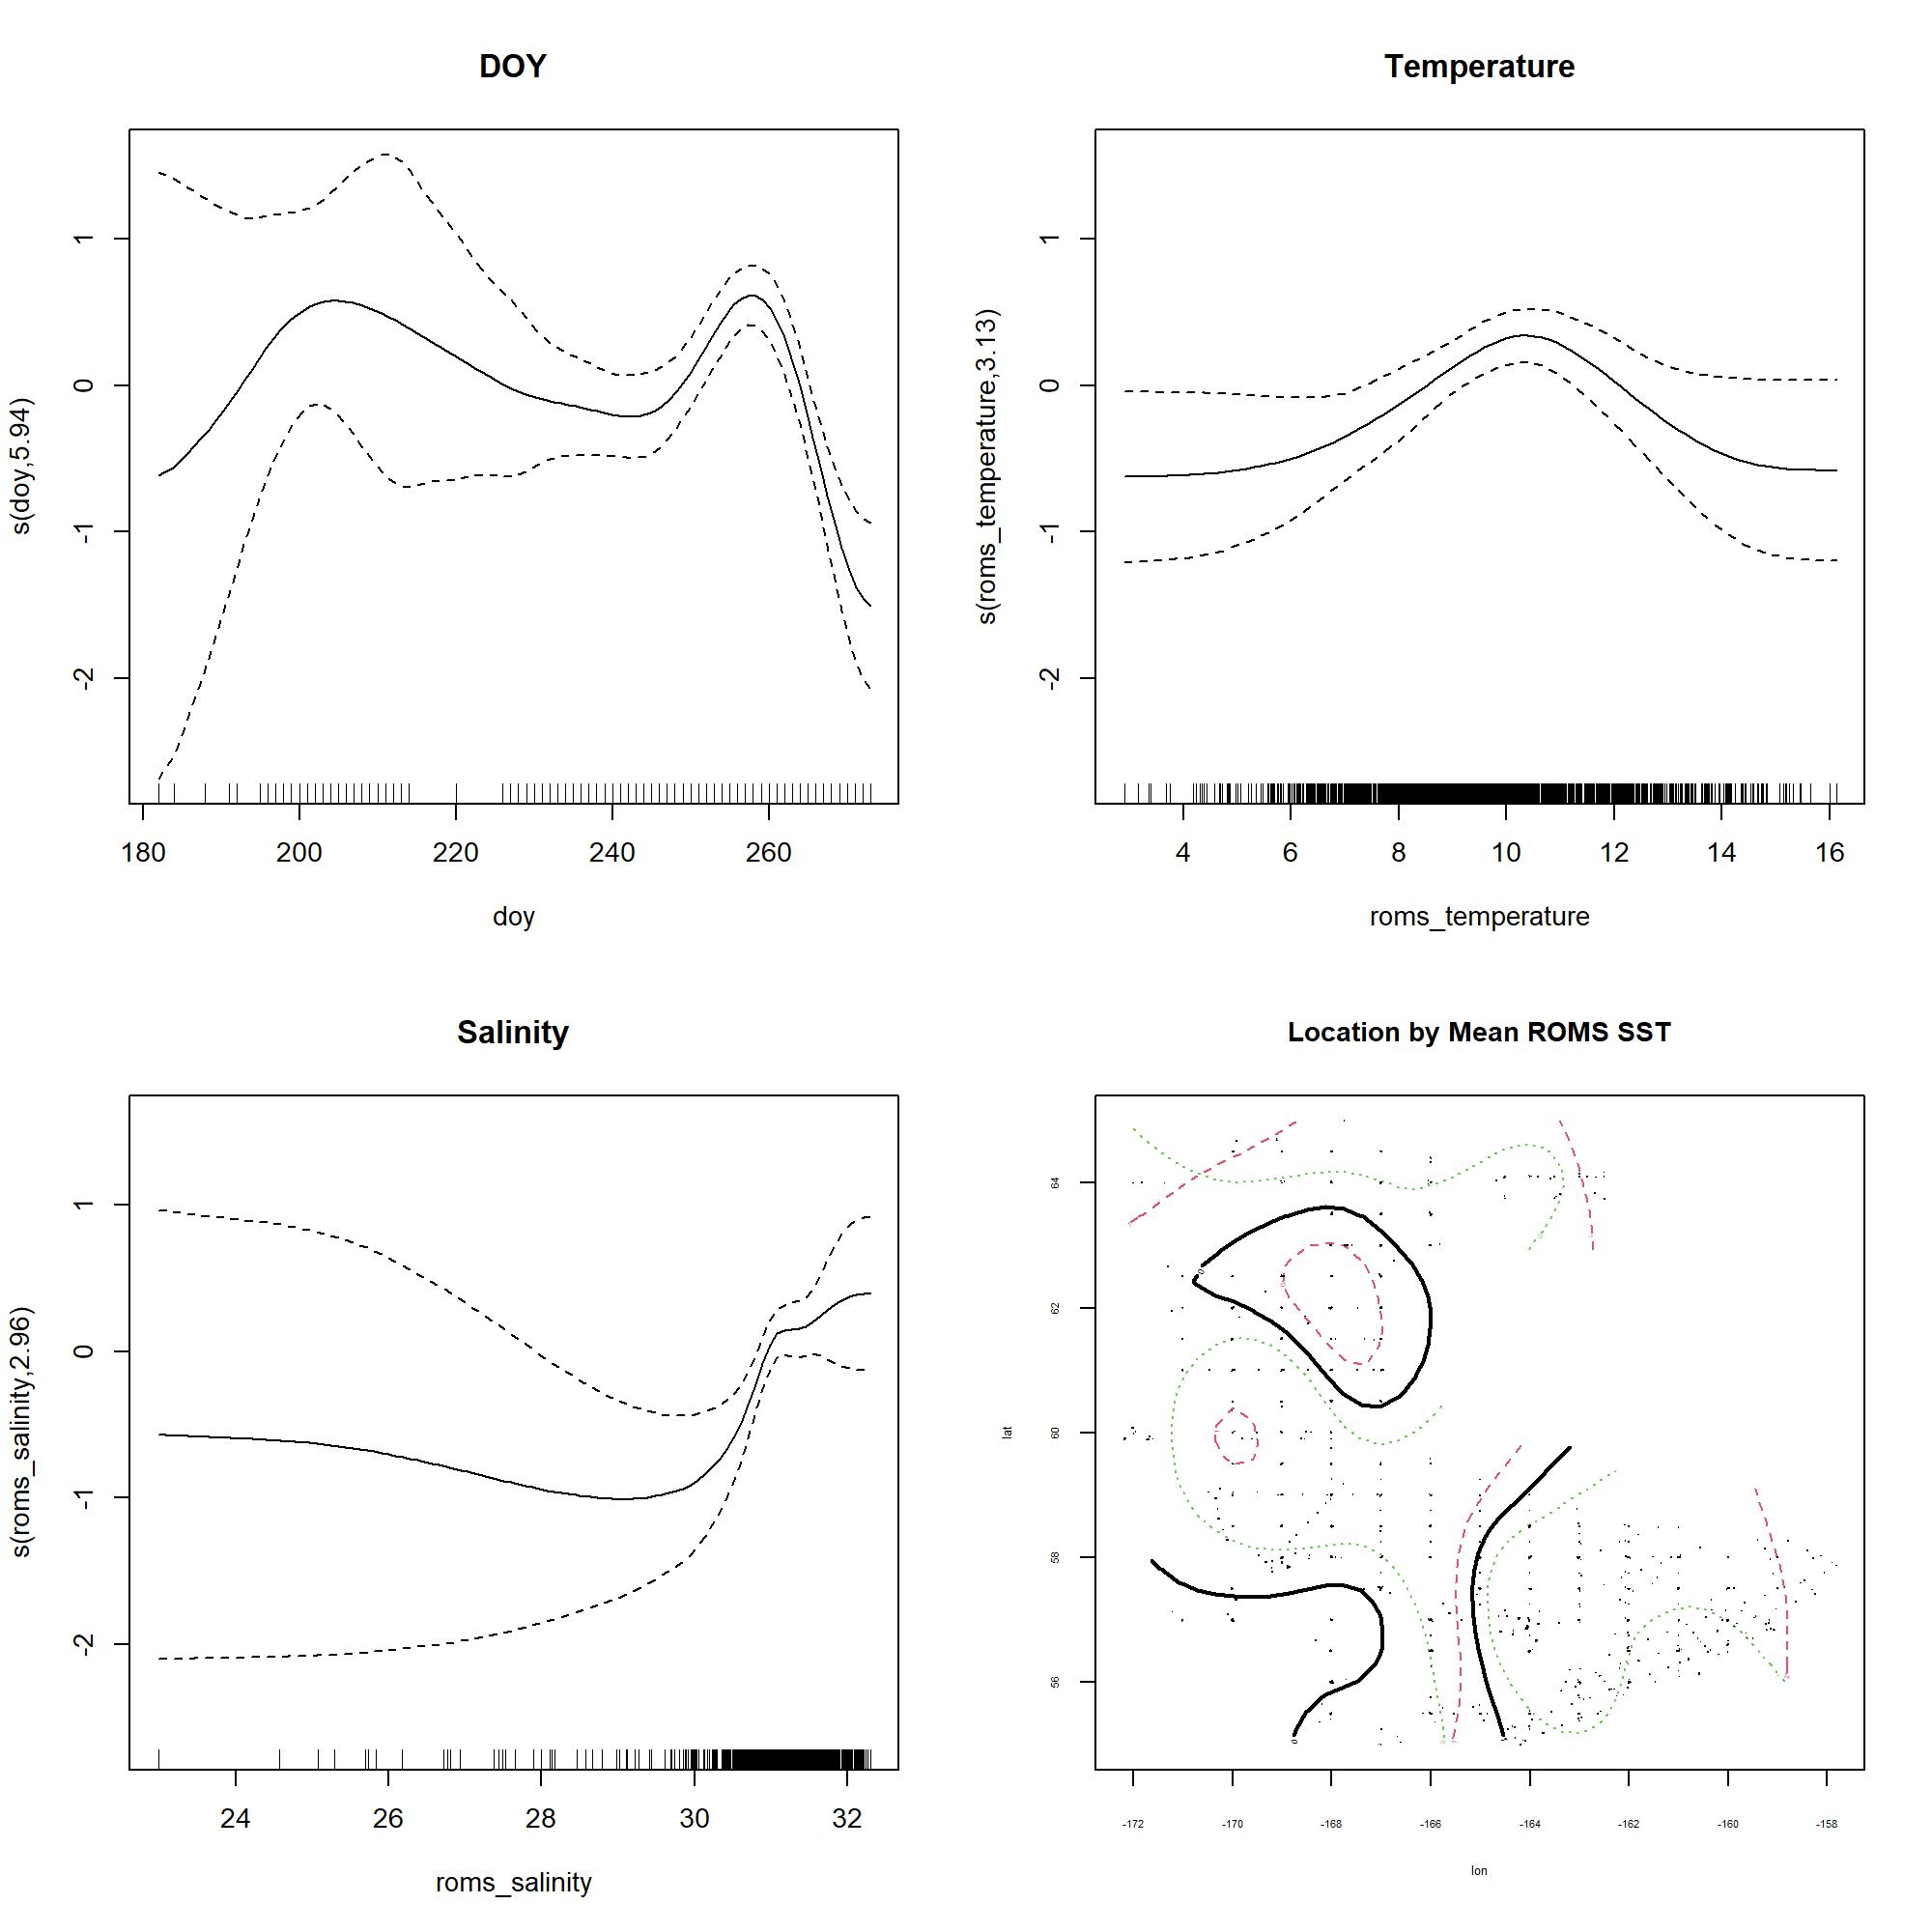 DOY
s(doy,5.94)
1
0
-1
-2
180 200 220 240 260
doy
Temperature
s(roms_temperature,3.13)
1
0
-1
-2
4 6 8 10 12 14 16
roms_temperature
Salinity
s(roms_salinity,2.96)
1
0
-1
-2
24 26 28 30 32
roms_salinity
Location by Mean ROMS SST
lat
64
62
60
58
56
0
0
-172 -170 -168 -166 -164 -162 -160 -158
lon